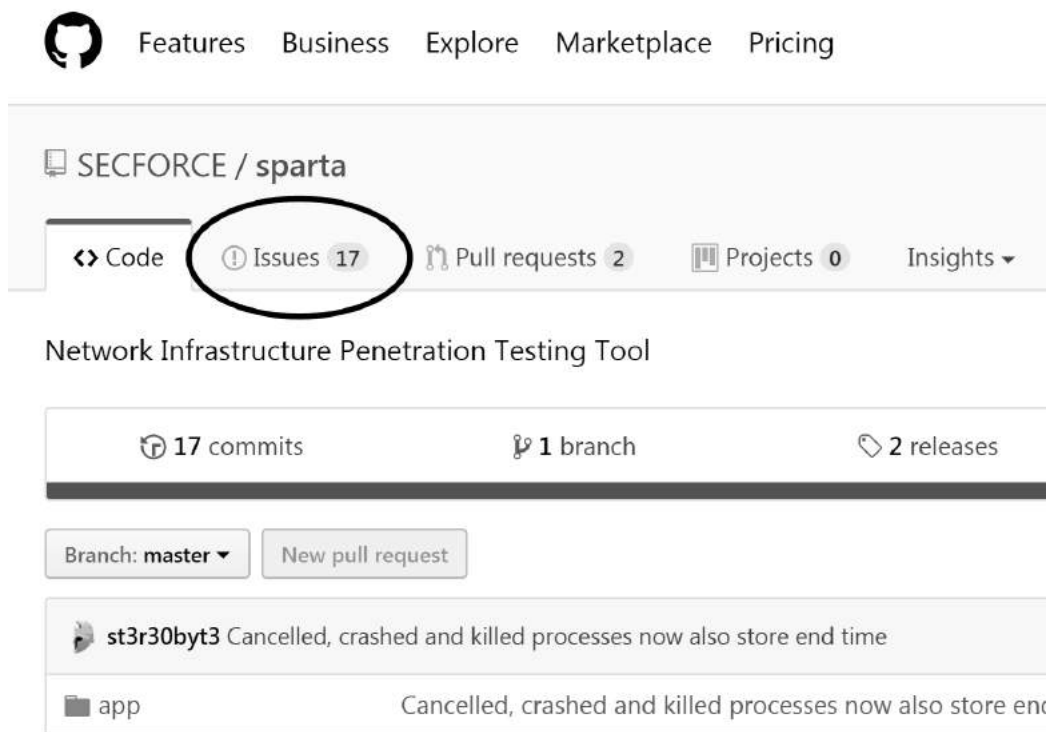 Features Business Explore Marketplace Pricing
SECFORCE / sparta
<> Code Issues 17 Pull requests 2 Projects 0 Insights
Network Infrastructure Penetration Testing Tool
17 commits 1 branch 2 releases
Branch: master New pull request
st3r30byt3 Cancelled, crashed and killed processes now also store end time
app Cancelled, crashed and killed processes now also store end